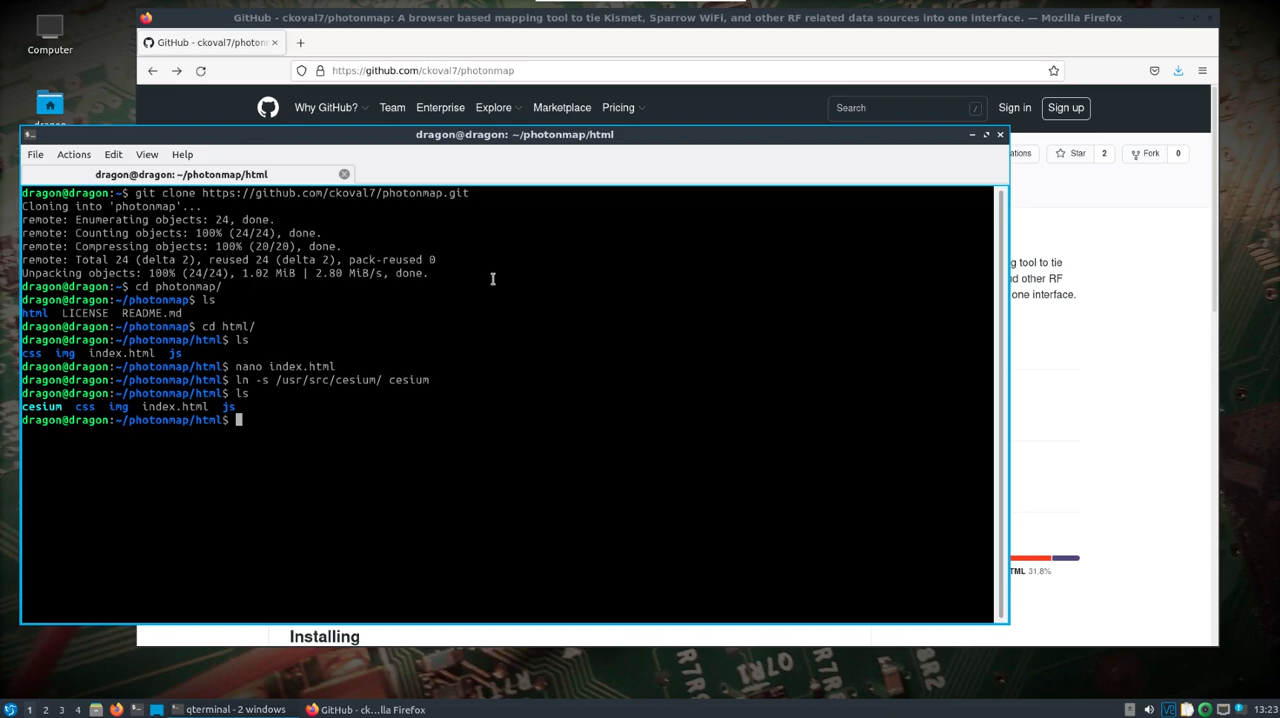 Computer
GitHub - ckoval7/photonmap: A browser based mapping tool to tie Kismet, Sparrow WiFi, and other RF related data sources into one interface. — Mozilla Firefox
GitHub - ckoval7/photon
https://github.com/ckoval7/photonmap
Why GitHub? Team Enterprise Explore Marketplace Pricing
Search /
Sign in Sign up
dragon@dragon: ~/photonmap/html
File Actions Edit View Help
ations Star 2 Fork 0
dragon@dragon: ~/photonmap/html
dragon@dragon:~$ git clone https://github.com/ckoval7/photonmap.git
Cloning into 'photonmap'...
remote: Enumerating objects: 24, done.
remote: Counting objects: 100% (24/24), done.
remote: Compressing objects: 100% (20/20), done.
remote: Total 24 (delta 2), reused 24 (delta 2), pack-reused 0
Unpacking objects: 100% (24/24), 1.02 MiB | 2.80 MiB/s, done.
dragon@dragon:~$ cd photonmap/
dragon@dragon:~/photonmap$ ls
html LICENSE README.md
dragon@dragon:~/photonmap$ cd html/
dragon@dragon:~/photonmap/html$ ls
css img index.html js
dragon@dragon:~/photonmap/html$ nano index.html
dragon@dragon:~/photonmap/html$ ln -s /usr/src/cesium/ cesium
dragon@dragon:~/photonmap/html$ ls
cesium css img index.html js
dragon@dragon:~/photonmap/html$
g tool to tie
nd other RF
one interface.
TML 31.8%
Installing
1 2 3 4 qterminal - 2 windows GitHub - ck...lla Firefox 13:23